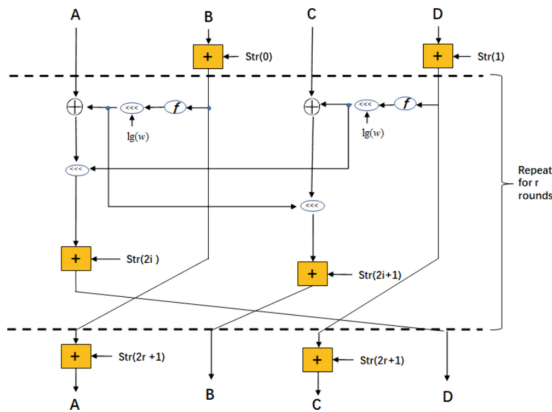 A B C D
+ Str(0) + Str(1)
<<< f <<< f
lg(w) lg(w)
<<<
<<<
Repeat
for r
rounds
+ Str(2i )
+ Str(2i+1)
+ Str(2r +1) + Str(2r+1)
A B C D